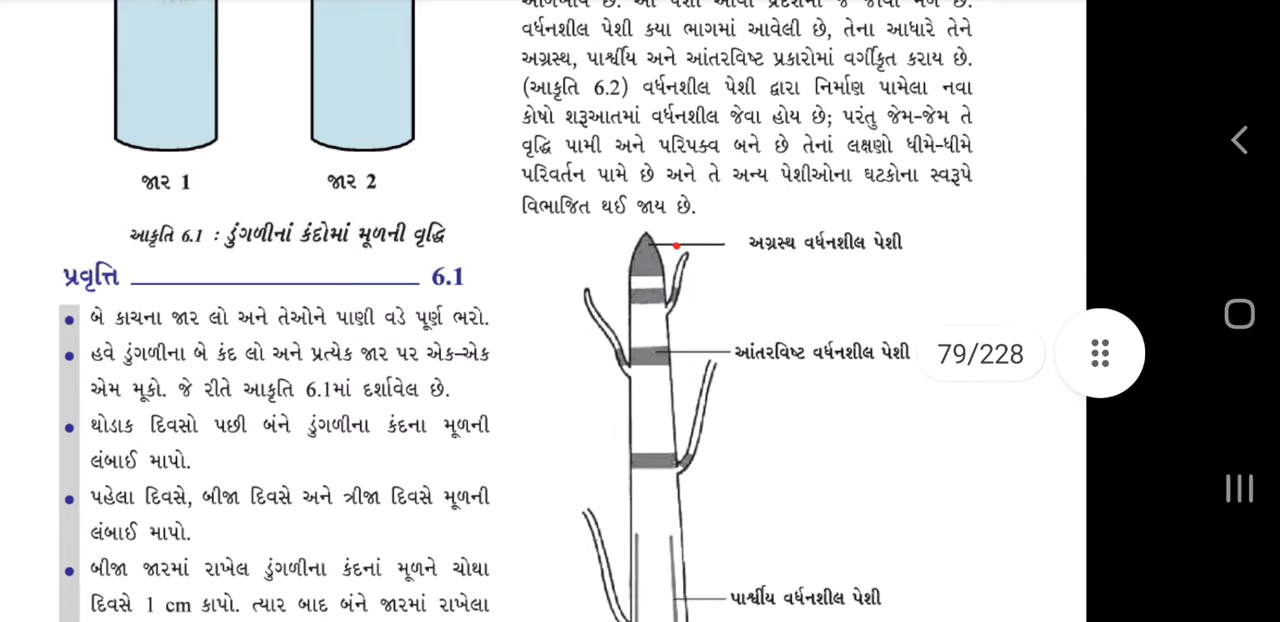 જાર 1
જાર 2
આકૃતિ 6.1 : ડુંગળીનાં કંદોમાં મૂળની વૃદ્ધિ
પ્રવૃત્તિ 6.1
• બે કાચના જાર લો અને તેઓને પાણી વડે પૂર્ણ ભરો.
• હવે ડુંગળીના બે કંદ લો અને પ્રત્યેક જાર પર એક-એક
એમ મૂકો. જે રીતે આકૃતિ 6.1માં દર્શાવેલ છે.
• થોડાક દિવસો પછી બંને ડુંગળીના કંદના મૂળની
લંબાઈ માપો.
• પહેલા દિવસે, બીજા દિવસે અને ત્રીજા દિવસે મૂળની
લંબાઈ માપો.
• બીજા જારમાં રાખેલ ડુંગળીના કંદનાં મૂળને ચોથા
દિવસે 1 cm કાપો. ત્યાર બાદ બંને જારમાં રાખેલા
વર્ધનશીલ પેશી કયા ભાગમાં આવેલી છે, તેના આધારે તેને
અગ્રસ્થ, પાર્શ્વીય અને આંતરવિષ્ટ પ્રકારોમાં વર્ગીકૃત કરાય છે.
(આકૃતિ 6.2) વર્ધનશીલ પેશી દ્વારા નિર્માણ પામેલા નવા
કોષો શરૂઆતમાં વર્ધનશીલ જેવા હોય છે; પરંતુ જેમ-જેમ તે
વૃદ્ધિ પામી અને પરિપક્વ બને છે તેનાં લક્ષણો ધીમે-ધીમે
પરિવર્તન પામે છે અને તે અન્ય પેશીઓના ઘટકોના સ્વરૂપે
વિભાજિત થઈ જાય છે.
અગ્રસ્થ વર્ધનશીલ પેશી
આંતરવિષ્ટ વર્ધનશીલ પેશી
પાર્શ્વીય વર્ધનશીલ પેશી
79/228